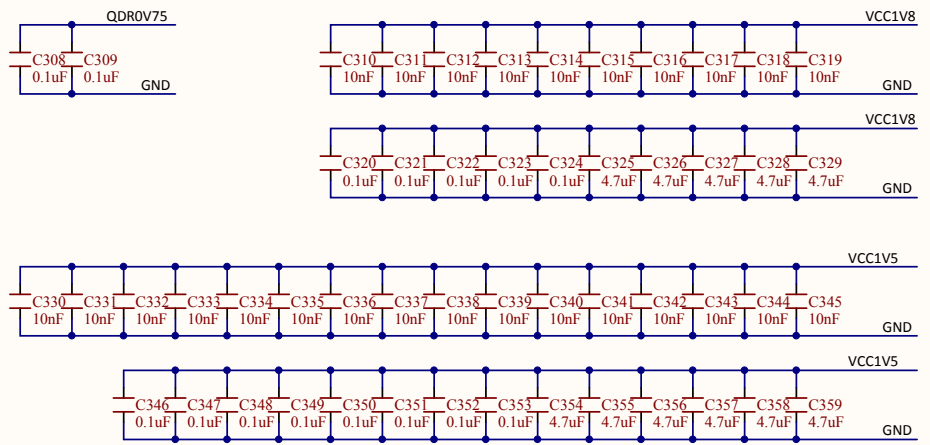 QDR0V75 VCC1V8
C308 C309 C310 C311 C312 C313 C314 C315 C316 C317 C318 C319
0.1uF 0.1uF 10nF 10nF 10nF 10nF 10nF 10nF 10nF 10nF 10nF 10nF
GND GND
VCC1V8
C320 C321 C322 C323 C324 C325 C326 C327 C328 C329
0.1uF 0.1uF 0.1uF 0.1uF 0.1uF 4.7uF 4.7uF 4.7uF 4.7uF 4.7uF
GND
VCC1V5
C330 C331 C332 C333 C334 C335 C336 C337 C338 C339 C340 C341 C342 C343 C344 C345
10nF 10nF 10nF 10nF 10nF 10nF 10nF 10nF 10nF 10nF 10nF 10nF 10nF 10nF 10nF 10nF
GND
VCC1V5
C346 C347 C348 C349 C350 C351 C352 C353 C354 C355 C356 C357 C358 C359
0.1uF 0.1uF 0.1uF 0.1uF 0.1uF 0.1uF 0.1uF 0.1uF 4.7uF 4.7uF 4.7uF 4.7uF 4.7uF 4.7uF
GND